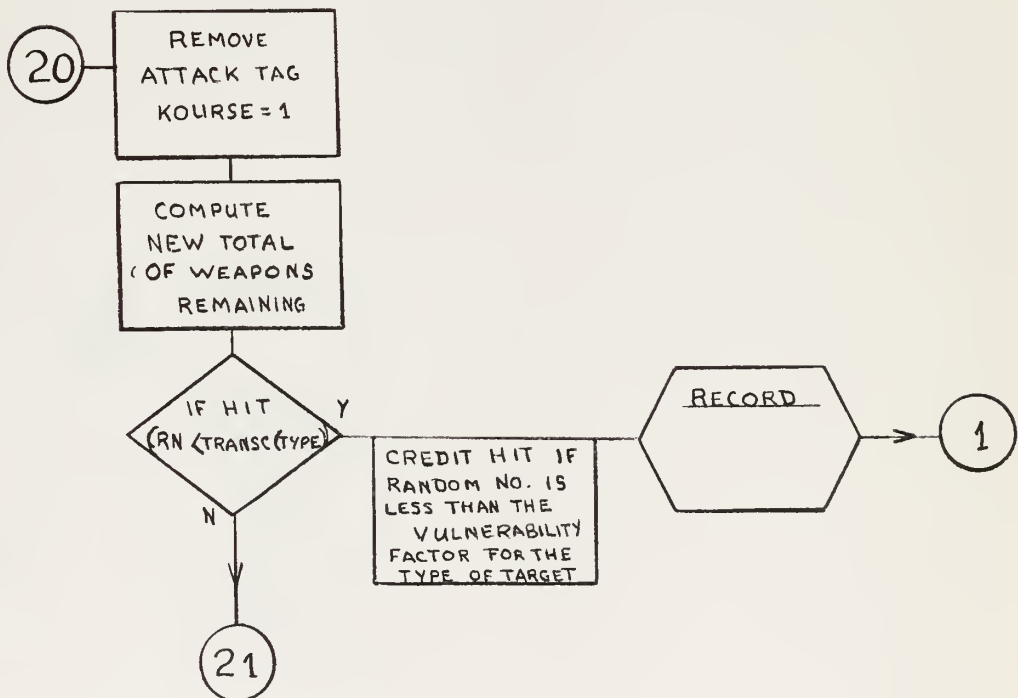 20
REMOVE
ATTACK TAG
KOURSE = 1
COMPUTE
NEW TOTAL
(OF WEAPONS
REMAINING
IF HIT
(RN <TRANSC(TYPE)
Y
N
CREDIT HIT IF
RANDOM NO. IS
LESS THAN THE
VULNERABILITY
FACTOR FOR THE
TYPE OF TARGET
RECORD
1
21